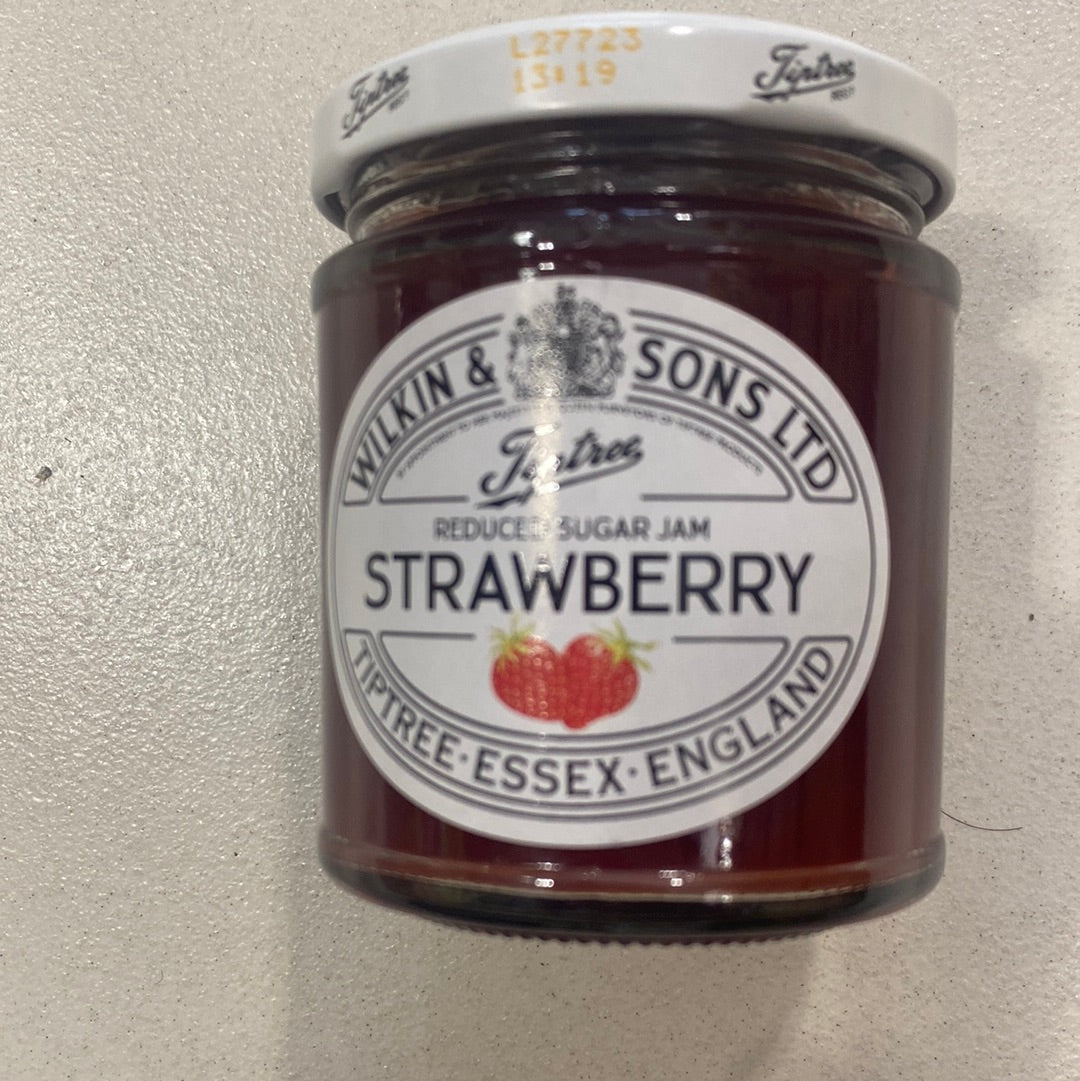 L27723
13:19
Tiptree
Tiptree
WILKIN & SONS LTD
Tiptree
REDUCED SUGAR JAM
STRAWBERRY
TIPTREE · ESSEX · ENGLAND